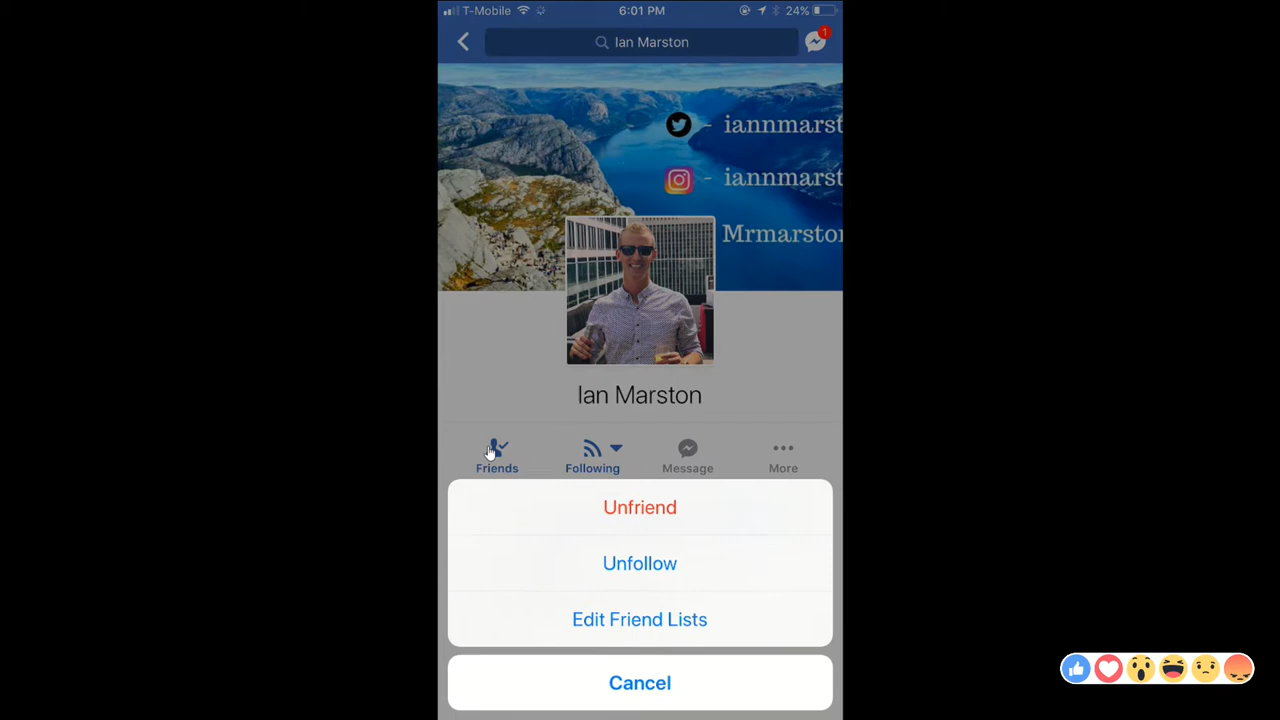 T-Mobile 6:01 PM 24%
Ian Marston
1
- iannmarst
- iannmarst
Mrmarston
Ian Marston
Friends Following Message More
Unfriend
Unfollow
Edit Friend Lists
Cancel